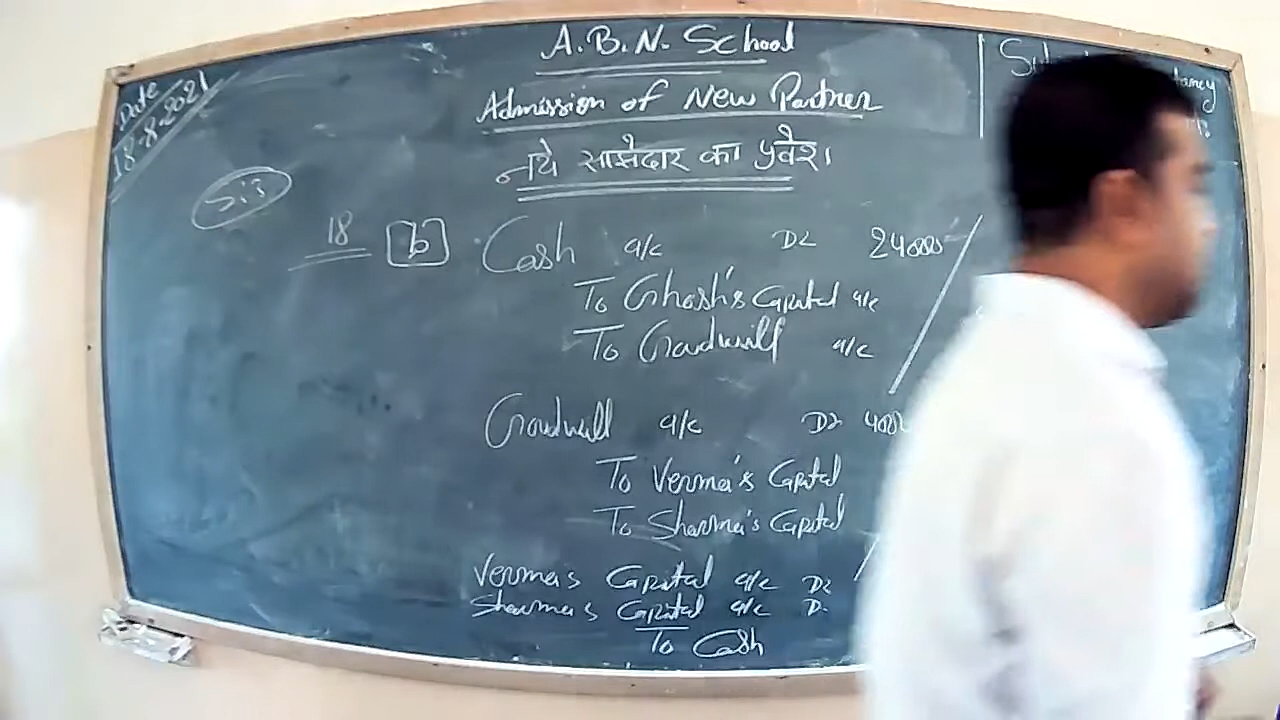 A.B.N. School
Date
18-8-2021
Admission of New Partner
नये साझेदार का प्रवेश।
18 b Cash a/c Dr 24000
To Ghosh's Capital a/c
To Goodwill a/c
Goodwill a/c Dr
To Verma's Capital
To Sharma's Capital
Verma's Capital a/c Dr
Sharma's Capital a/c D
To Cash